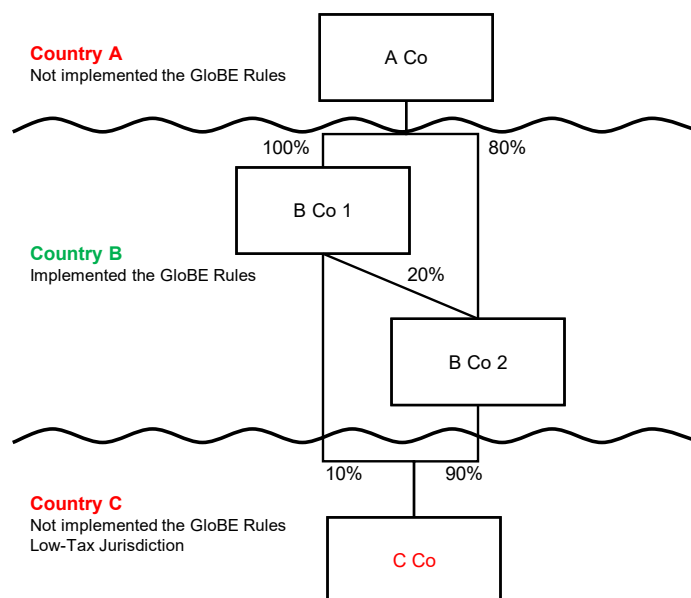 Country A
Not implemented the GloBE Rules
A Co
100%
80%
B Co 1
Country B
Implemented the GloBE Rules
20%
B Co 2
10%
90%
Country C
Not implemented the GloBE Rules
Low-Tax Jurisdiction
C Co